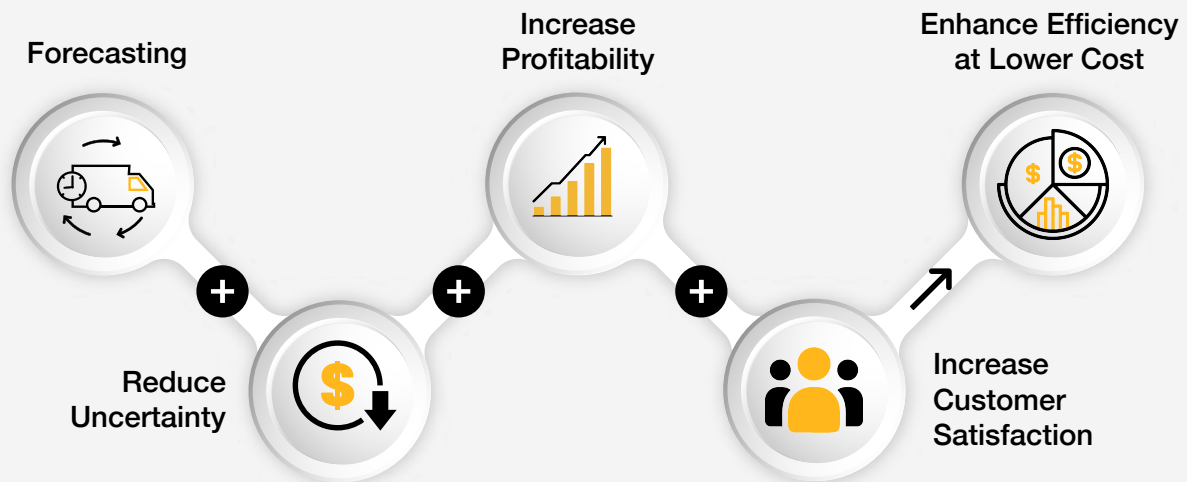 Forecasting
Reduce
Uncertainty
$
Increase
Profitability
Increase
Customer
Satisfaction
Enhance Efficiency
at Lower Cost
$
$